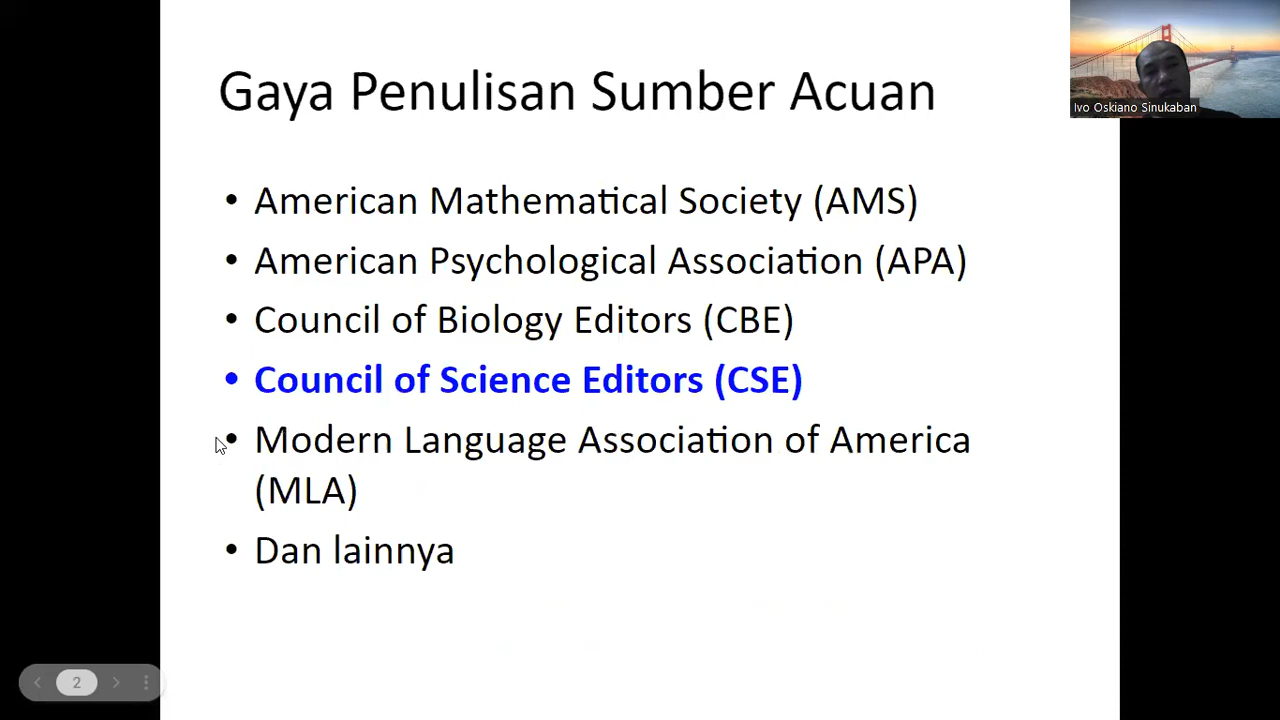 Gaya Penulisan Sumber Acuan
Ivo Oskiano Sinukaban
• American Mathematical Society (AMS)
• American Psychological Association (APA)
• Council of Biology Editors (CBE)
• Council of Science Editors (CSE)
• Modern Language Association of America
(MLA)
• Dan lainnya
2